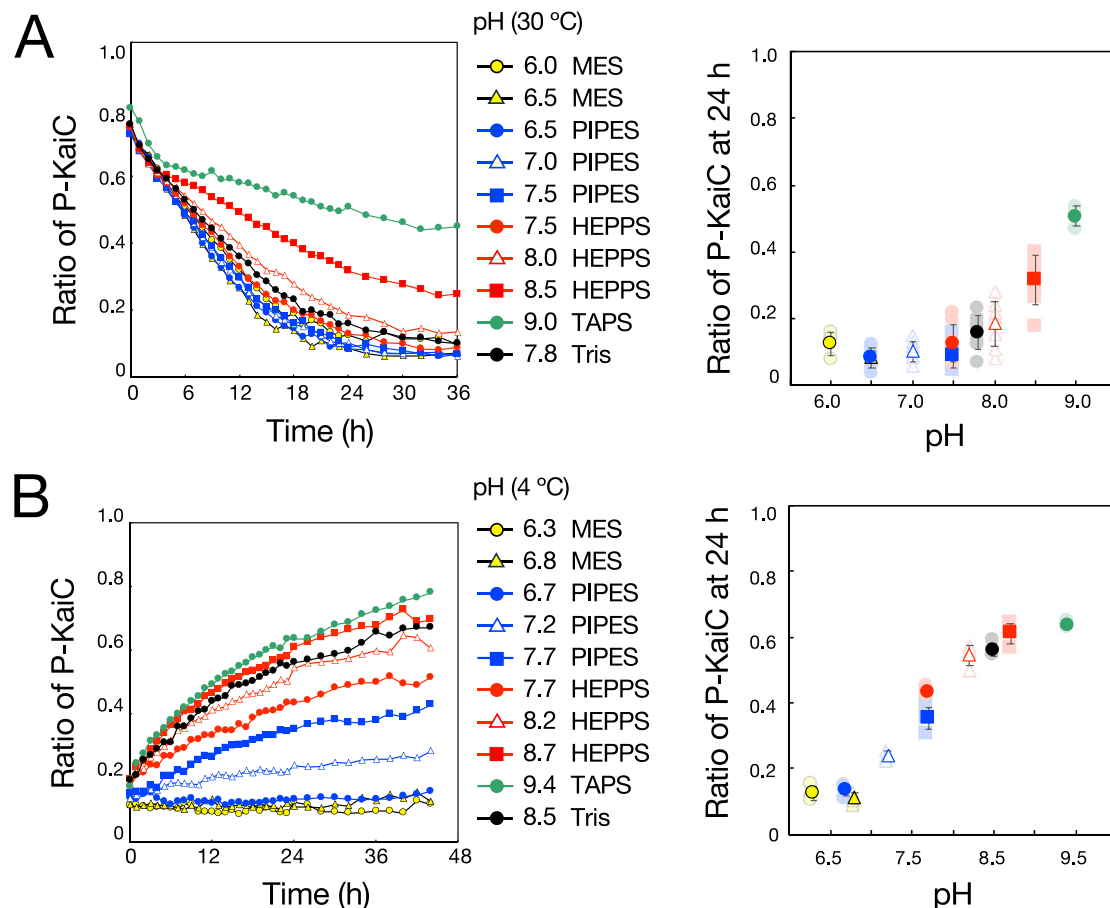 A
pH (30 ºC)
6.0 MES
6.5 MES
6.5 PIPES
7.0 PIPES
7.5 PIPES
7.5 HEPPS
8.0 HEPPS
8.5 HEPPS
9.0 TAPS
7.8 Tris
Ratio of P-KaiC
1.0
0.8
0.6
0.4
0.2
0
0 6 12 18 24 30 36
Time (h)
Ratio of P-KaiC at 24 h
1.0
0.8
0.6
0.4
0.2
0
6.0 7.0 8.0 9.0
pH
B
pH (4 ºC)
6.3 MES
6.8 MES
6.7 PIPES
7.2 PIPES
7.7 PIPES
7.7 HEPPS
8.2 HEPPS
8.7 HEPPS
9.4 TAPS
8.5 Tris
Ratio of P-KaiC
1.0
0.8
0.6
0.4
0.2
0
0 12 24 36 48
Time (h)
Ratio of P-KaiC at 24 h
1.0
0.8
0.6
0.4
0.2
0
6.5 7.5 8.5 9.5
pH